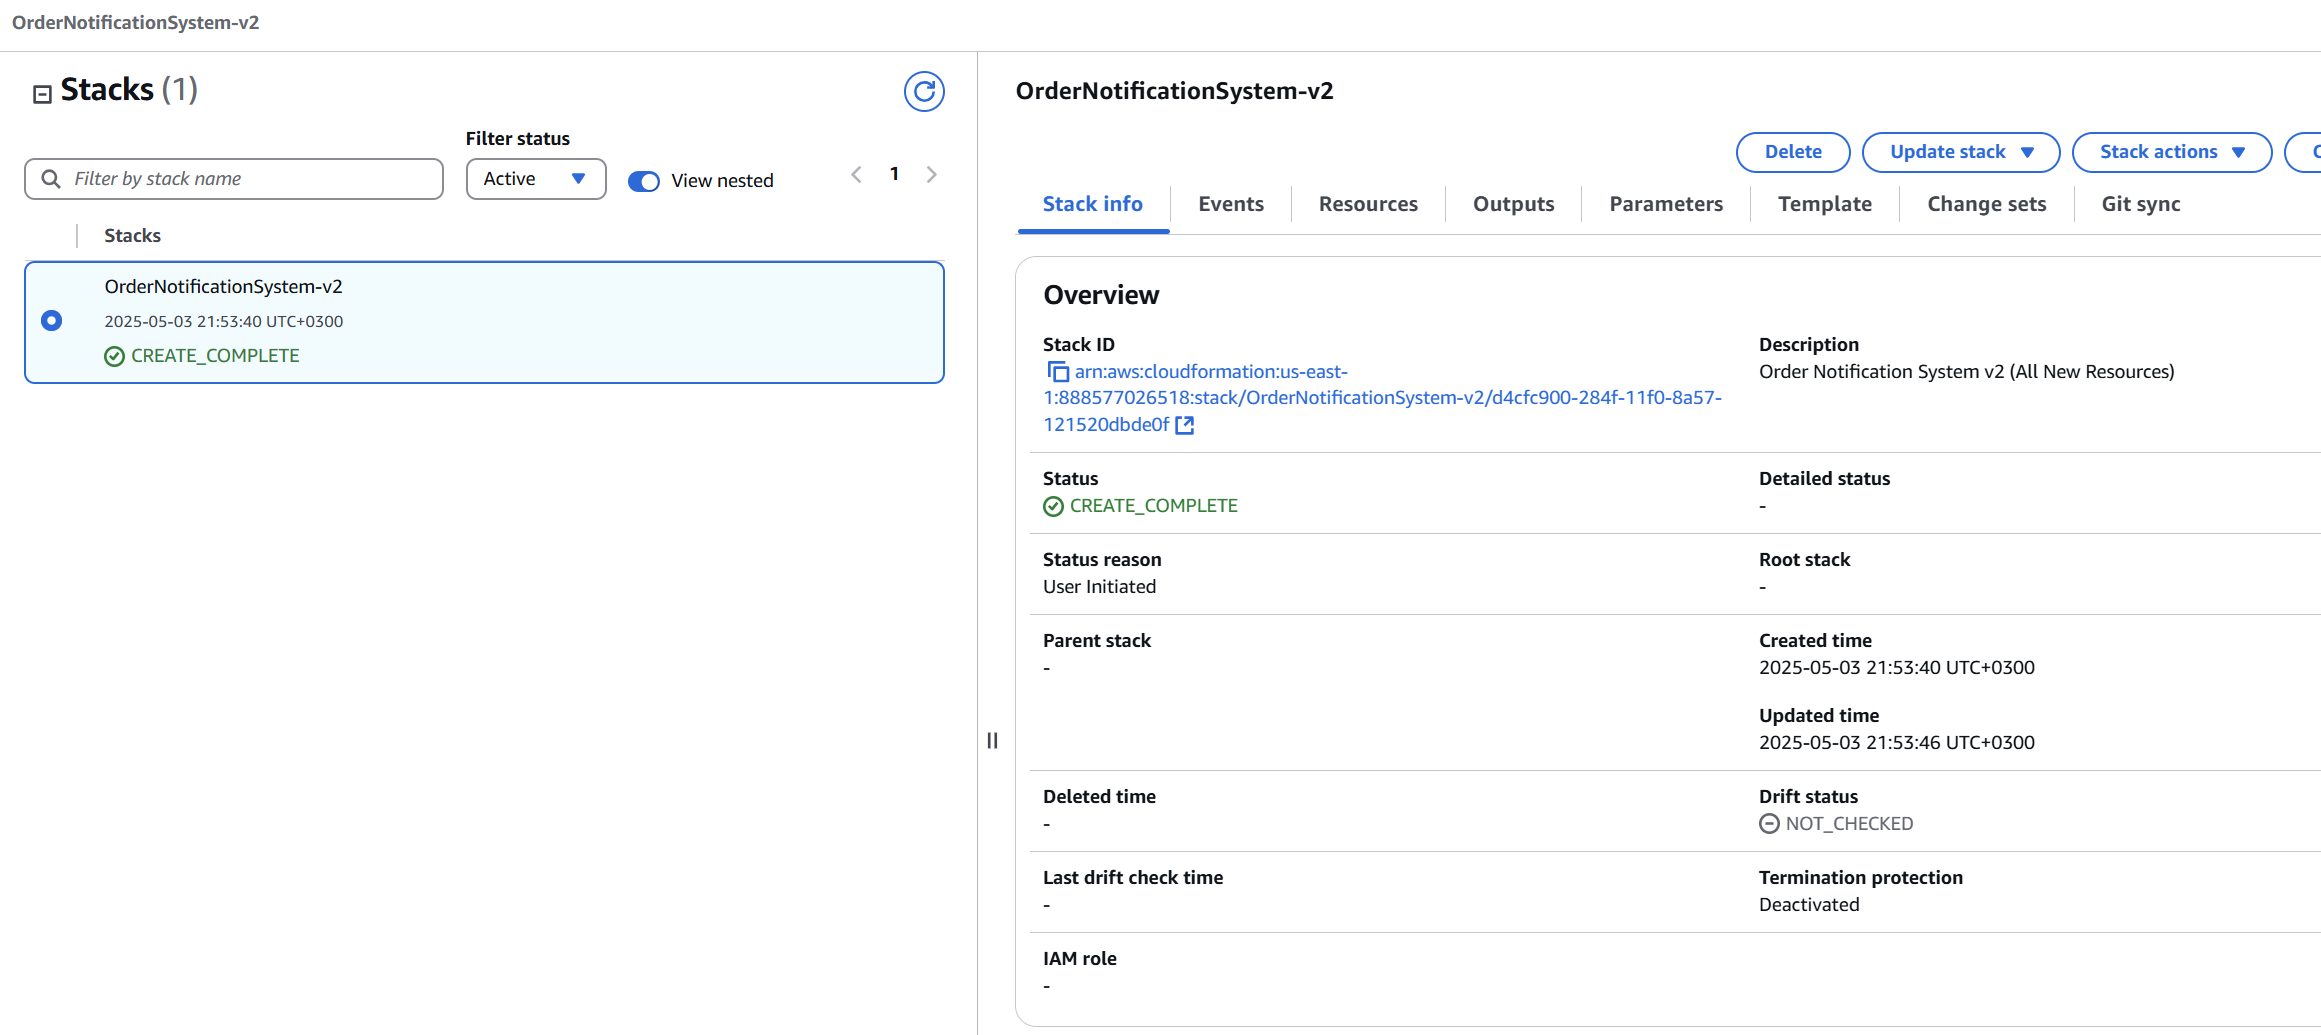 OrderNotificationSystem-v2
Stacks (1)
Filter status
Filter by stack name
Active
View nested
1
Stacks
OrderNotificationSystem-v2
2025-05-03 21:53:40 UTC+0300
CREATE_COMPLETE
OrderNotificationSystem-v2
Delete
Update stack
Stack actions
Stack info
Events
Resources
Outputs
Parameters
Template
Change sets
Git sync
Overview
Stack ID
arn:aws:cloudformation:us-east-
1:888577026518:stack/OrderNotificationSystem-v2/d4cfc900-284f-11f0-8a57-
121520dbde0f
Description
Order Notification System v2 (All New Resources)
Status
CREATE_COMPLETE
Detailed status
-
Status reason
User Initiated
Root stack
-
Parent stack
-
Created time
2025-05-03 21:53:40 UTC+0300
Updated time
2025-05-03 21:53:46 UTC+0300
Deleted time
-
Drift status
NOT_CHECKED
Last drift check time
-
Termination protection
Deactivated
IAM role
-